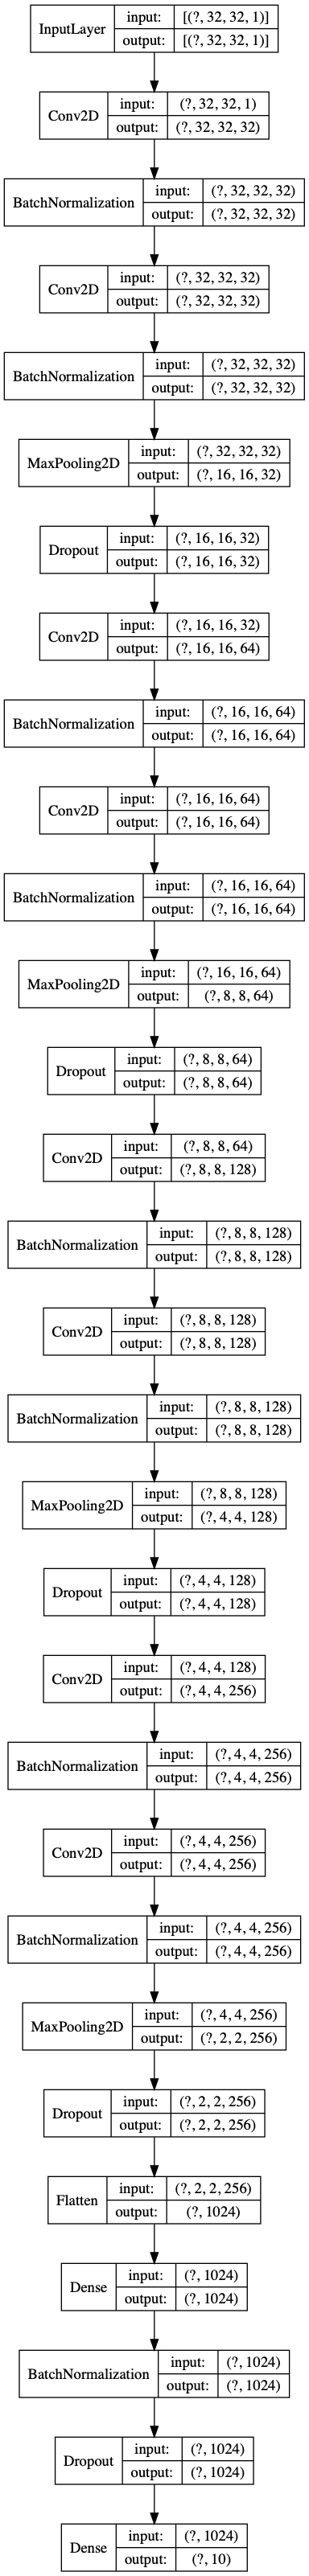 InputLayer
input: [(?, 32, 32, 1)]
output: [(?, 32, 32, 1)]
Conv2D
input: (?, 32, 32, 1)
output: (?, 32, 32, 32)
BatchNormalization
input: (?, 32, 32, 32)
output: (?, 32, 32, 32)
Conv2D
input: (?, 32, 32, 32)
output: (?, 32, 32, 32)
BatchNormalization
input: (?, 32, 32, 32)
output: (?, 32, 32, 32)
MaxPooling2D
input: (?, 32, 32, 32)
output: (?, 16, 16, 32)
Dropout
input: (?, 16, 16, 32)
output: (?, 16, 16, 32)
Conv2D
input: (?, 16, 16, 32)
output: (?, 16, 16, 64)
BatchNormalization
input: (?, 16, 16, 64)
output: (?, 16, 16, 64)
Conv2D
input: (?, 16, 16, 64)
output: (?, 16, 16, 64)
BatchNormalization
input: (?, 16, 16, 64)
output: (?, 16, 16, 64)
MaxPooling2D
input: (?, 16, 16, 64)
output: (?, 8, 8, 64)
Dropout
input: (?, 8, 8, 64)
output: (?, 8, 8, 64)
Conv2D
input: (?, 8, 8, 64)
output: (?, 8, 8, 128)
BatchNormalization
input: (?, 8, 8, 128)
output: (?, 8, 8, 128)
Conv2D
input: (?, 8, 8, 128)
output: (?, 8, 8, 128)
BatchNormalization
input: (?, 8, 8, 128)
output: (?, 8, 8, 128)
MaxPooling2D
input: (?, 8, 8, 128)
output: (?, 4, 4, 128)
Dropout
input: (?, 4, 4, 128)
output: (?, 4, 4, 128)
Conv2D
input: (?, 4, 4, 128)
output: (?, 4, 4, 256)
BatchNormalization
input: (?, 4, 4, 256)
output: (?, 4, 4, 256)
Conv2D
input: (?, 4, 4, 256)
output: (?, 4, 4, 256)
BatchNormalization
input: (?, 4, 4, 256)
output: (?, 4, 4, 256)
MaxPooling2D
input: (?, 4, 4, 256)
output: (?, 2, 2, 256)
Dropout
input: (?, 2, 2, 256)
output: (?, 2, 2, 256)
Flatten
input: (?, 2, 2, 256)
output: (?, 1024)
Dense
input: (?, 1024)
output: (?, 1024)
BatchNormalization
input: (?, 1024)
output: (?, 1024)
Dropout
input: (?, 1024)
output: (?, 1024)
Dense
input: (?, 1024)
output: (?, 10)